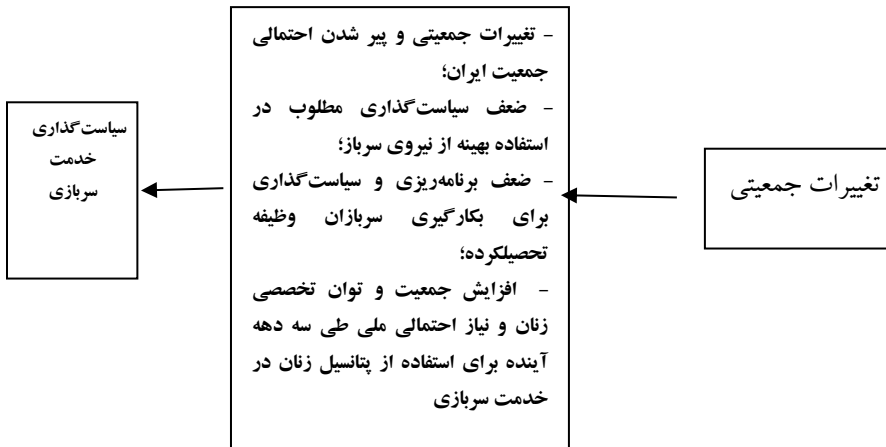 تغییرات جمعیتی
- تغییرات جمعیتی و پیر شدن احتمالی
جمعیت ایران؛
- ضعف سیاست‌گذاری مطلوب در
استفاده بهینه از نیروی سرباز؛
- ضعف برنامه‌ریزی و سیاست‌گذاری
برای بکارگیری سربازان وظیفه
تحصیلکرده؛
- افزایش جمعیت و توان تخصصی
زنان و نیاز احتمالی ملی طی سه دهه
آینده برای استفاده از پتانسیل زنان در
خدمت سربازی
سیاست‌گذاری
خدمت
سربازی